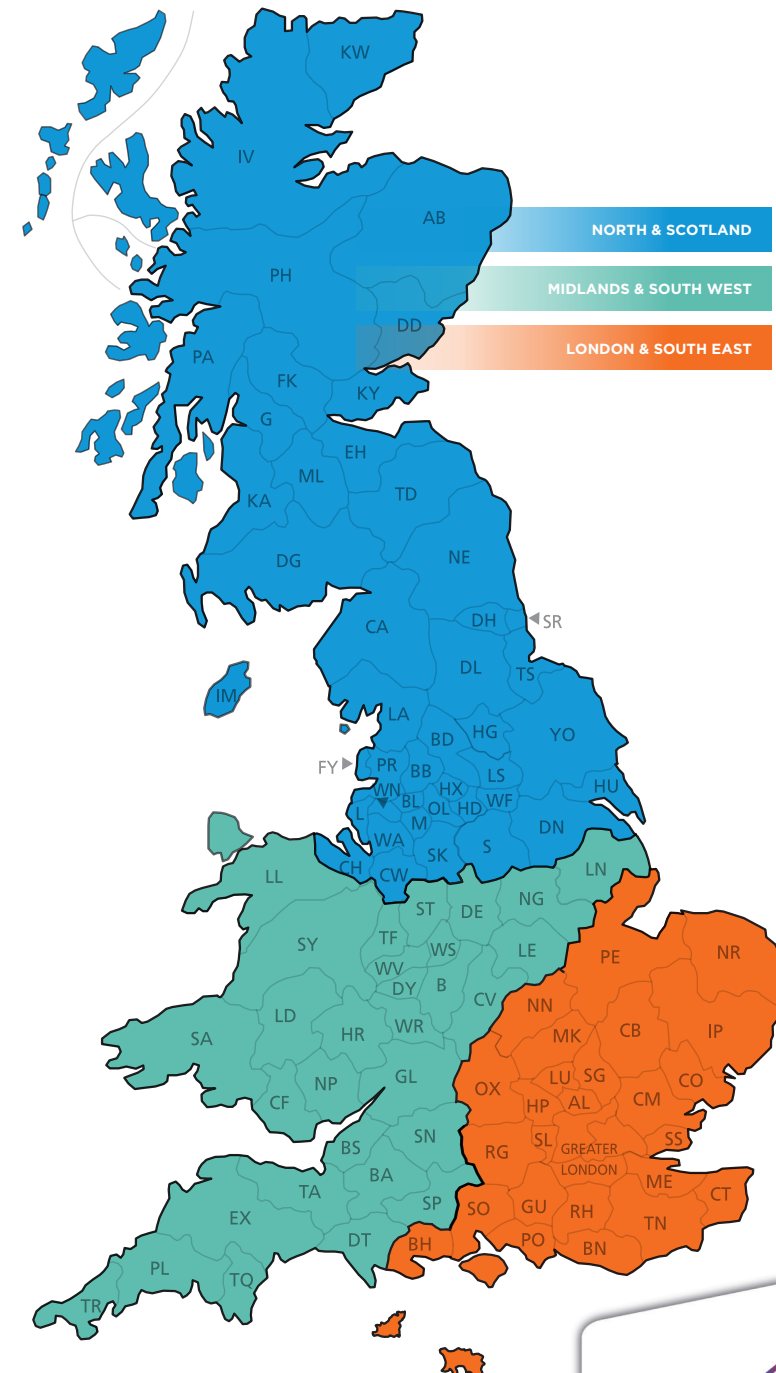 KW
IV
AB
NORTH & SCOTLAND
PH
MIDLANDS & SOUTH WEST
DD
LONDON & SOUTH EAST
PA
FK
KY
G
EH
ML
TD
KA
NE
DG
CA
DH
SR
DL
TS
IM
LA
BD
HG
YO
FY
PR
BB
LS
WN
HX
HU
BL
OL
HD
WF
L
M
DN
WA
SK
S
CH
CW
LL
LN
ST
DE
NG
SY
TF
WS
LE
PE
NR
WV
DY
B
CV
NN
LD
HR
WR
MK
CB
IP
SA
NP
GL
OX
LU
SG
CO
CF
HP
AL
CM
BS
SN
RG
SL
GREATER
LONDON
SS
BA
ME
CT
TA
SP
SO
GU
RH
TN
EX
DT
BH
PO
BN
PL
TQ
TR